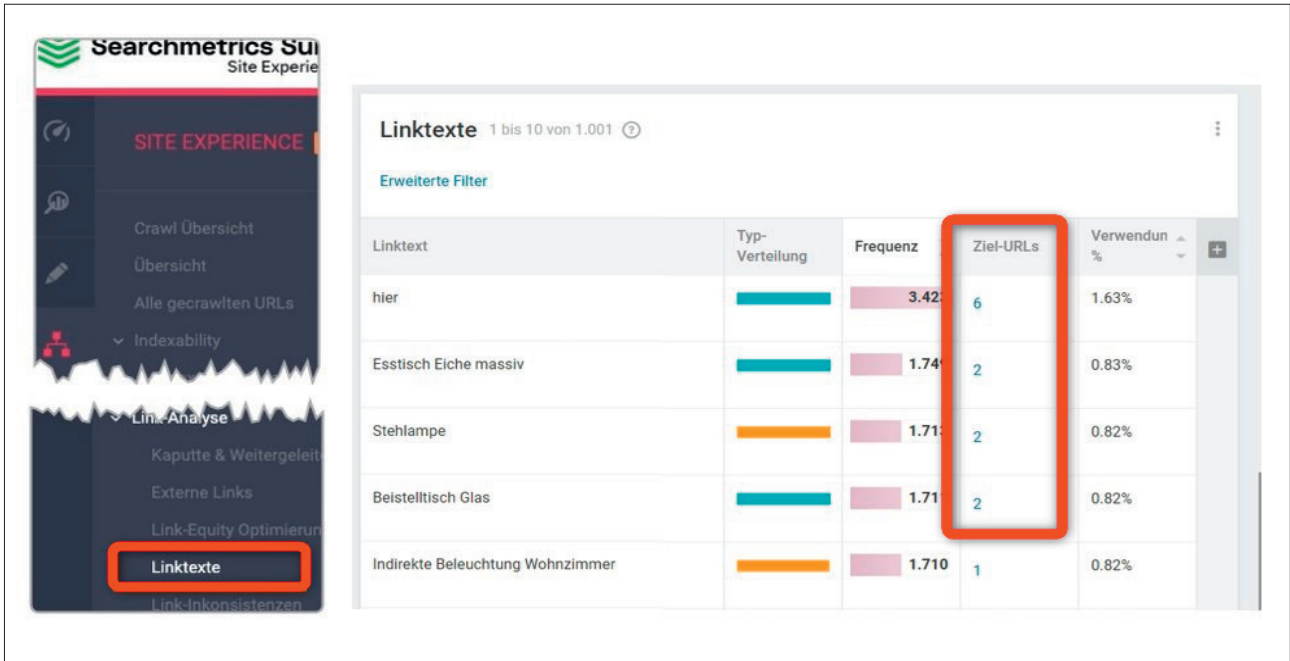 Searchmetrics Sui
Site Experie
SITE EXPERIENCE
Crawl Übersicht
Übersicht
Alle gecrawlten URLs
Indexability
Link-Analyse
Kaputte & Weitergeleit
Externe Links
Link-Equity Optimierun
Linktexte
Link-Inkonsistenzen
Linktexte 1 bis 10 von 1.001
Erweiterte Filter
Linktext Typ-Verteilung Frequenz Ziel-URLs Verwendun %
hier 3.42 6 1.63%
Esstisch Eiche massiv 1.74 2 0.83%
Stehlampe 1.713 2 0.82%
Beistelltisch Glas 1.71 2 0.82%
Indirekte Beleuchtung Wohnzimmer 1.710 1 0.82%